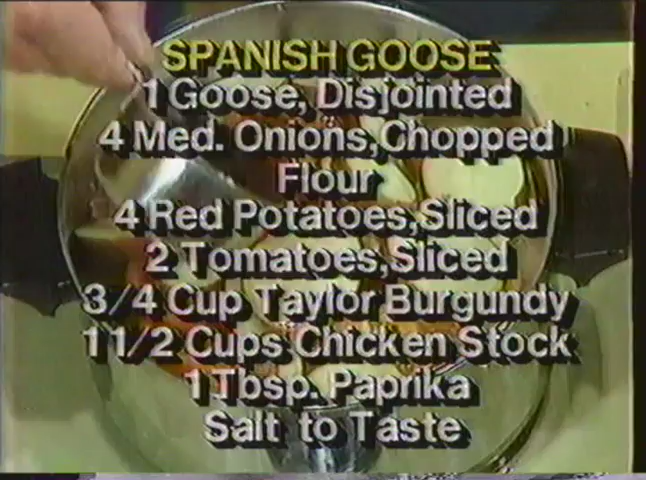 SPANISH GOOSE
1 Goose, Disjointed
4 Med. Onions,Chopped
Flour
4 Red Potatoes,Sliced
2 Tomatoes,Sliced
3/4 Cup Taylor Burgundy
1 1/2 Cups Chicken Stock
1 Tbsp. Paprika
Salt to Taste